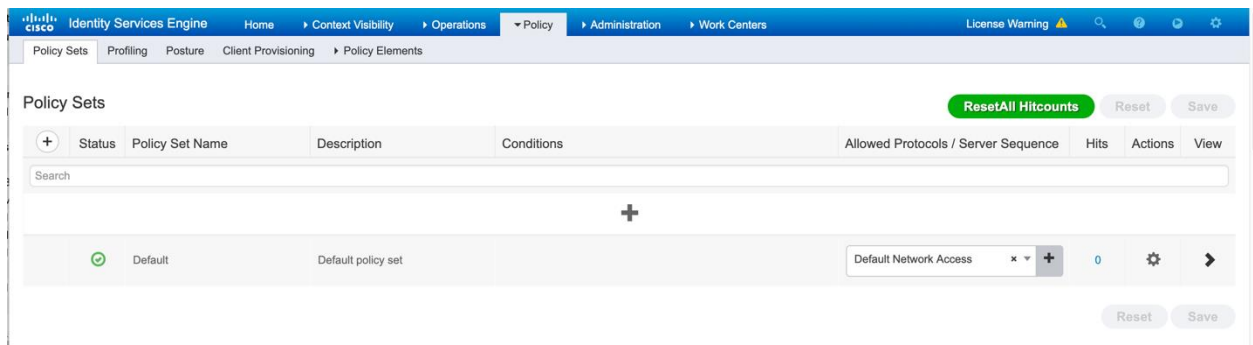 cisco Identity Services Engine Home Context Visibility Operations Policy Administration Work Centers License Warning
Policy Sets Profiling Posture Client Provisioning Policy Elements
Policy Sets
ResetAll Hitcounts Reset Save
Status Policy Set Name Description Conditions Allowed Protocols / Server Sequence Hits Actions View
Search
Default Default policy set Default Network Access 0
Reset Save